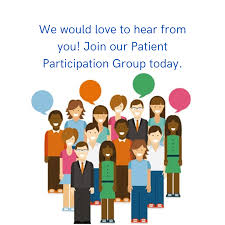 We would love to hear from
you! Join our Patient
Participation Group today.